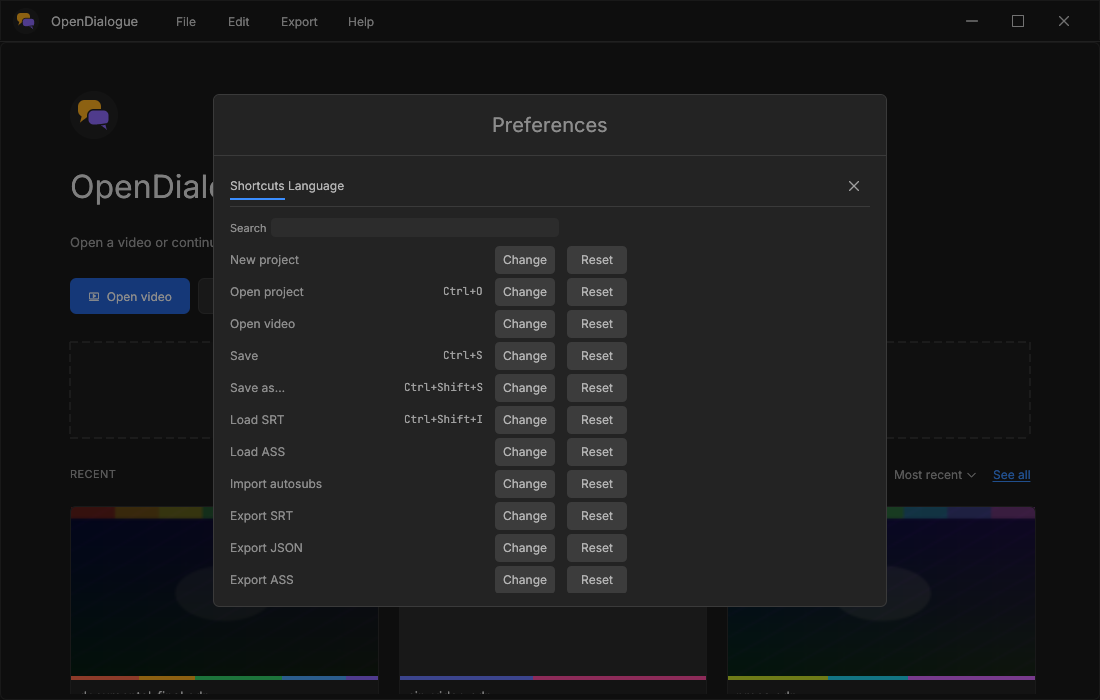 OpenDialogue File Edit Export Help
Preferences
Shortcuts Language
OpenDial
Search
Open a video or continu
New project Change Reset
Open project Ctrl+O Change Reset
Open video
Open video Change Reset
Save Ctrl+S Change Reset
Save as... Ctrl+Shift+S Change Reset
Load SRT Ctrl+Shift+I Change Reset
Load ASS Change Reset
RECENT Most recent See all
Import autosubs Change Reset
Export SRT Change Reset
Export JSON Change Reset
Export ASS Change Reset